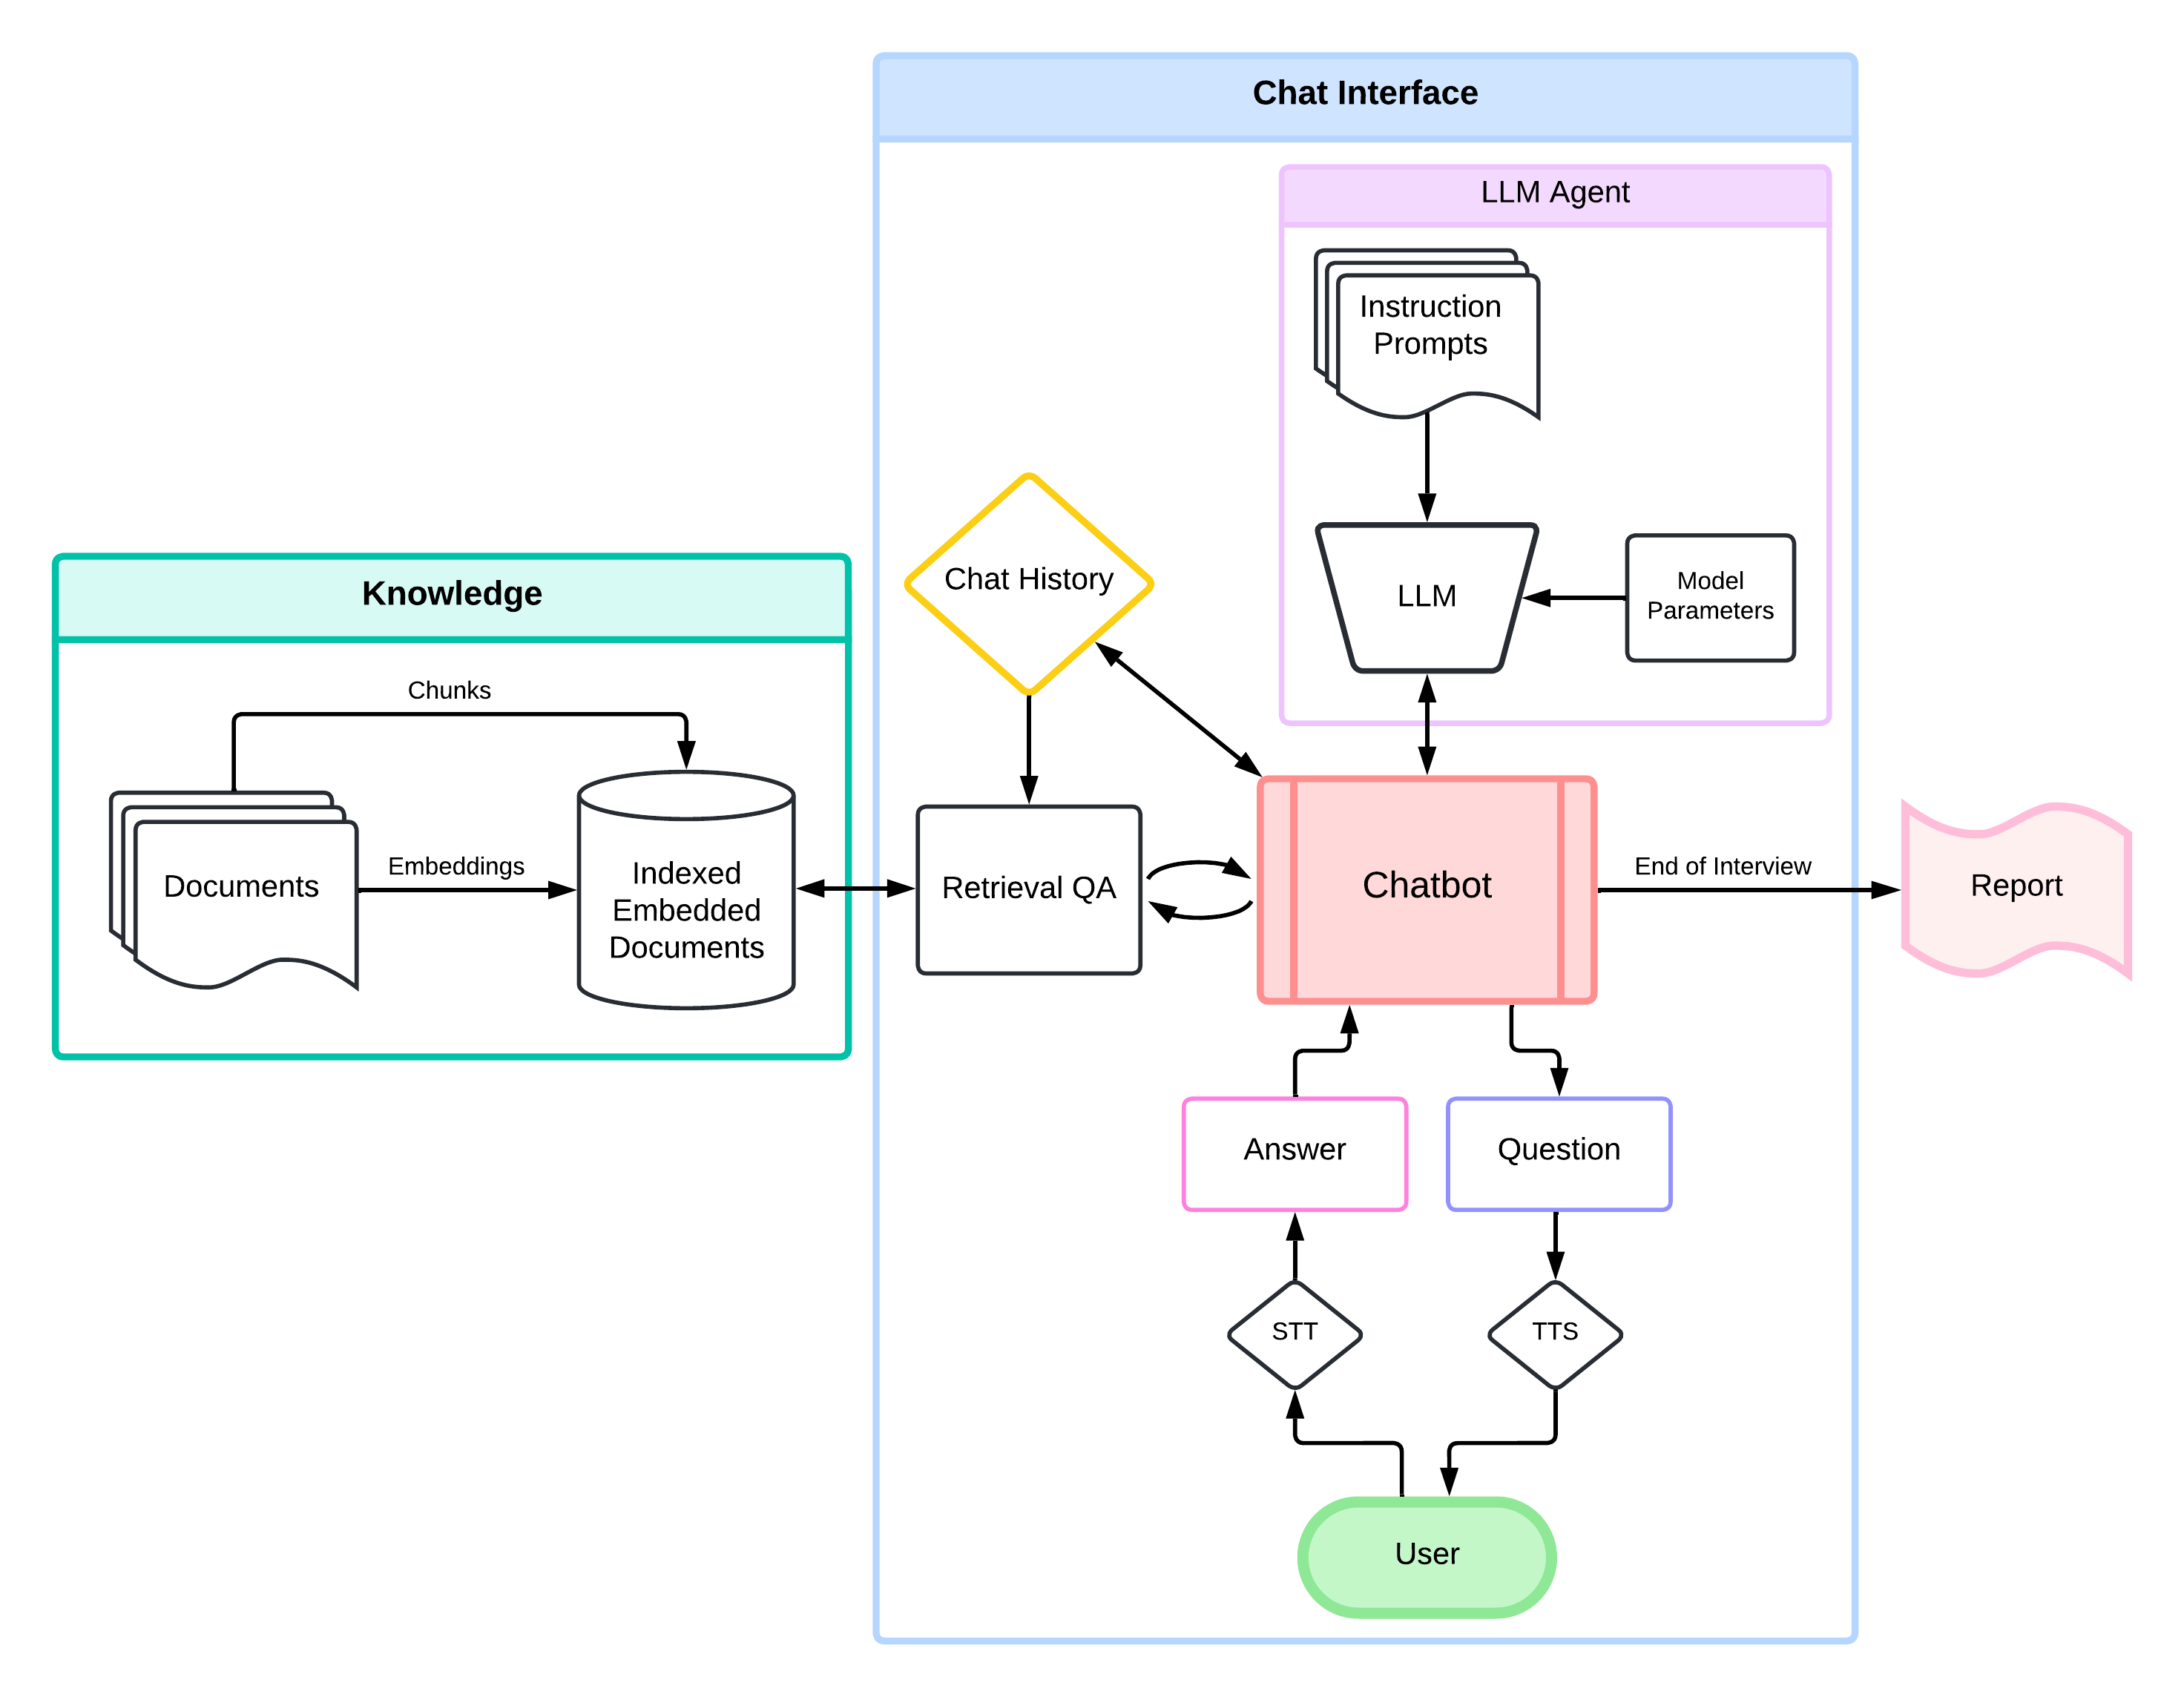 Chat Interface
LLM Agent
Instruction
Prompts
Chat History
LLM
Model
Parameters
Knowledge
Chunks
Documents
Embeddings
Indexed
Embedded
Documents
Retrieval QA
Chatbot
End of Interview
Report
Answer
Question
STT
TTS
User